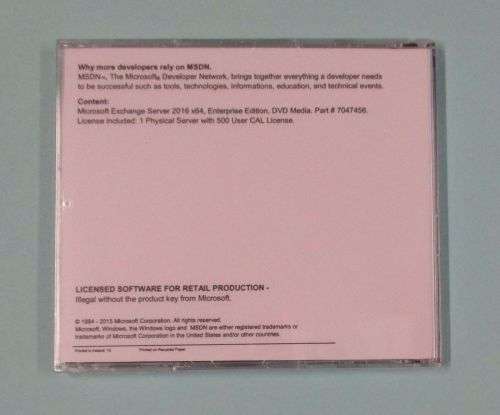 Why more developers rely on MSDN.
MSDN™, The Microsoft® Developer Network, brings together everything a developer needs
to be successful such as tools, technologies, informations, education, and technical events.
Content:
Microsoft Exchange Server 2016 x64, Enterprise Edition, DVD Media. Part # 7047456.
License included: 1 Physical Server with 500 User CAL License.
LICENSED SOFTWARE FOR RETAIL PRODUCTION -
Illegal without the product key from Microsoft.
© 1984 - 2015 Microsoft Corporation. All rights reserved.
Microsoft, Windows, the Windows logo and MSDN are either registered trademarks or
trademarks of Microsoft Corporation in the United States and/or other countries.
Printed in Ireland. Printed on Recycled Paper.